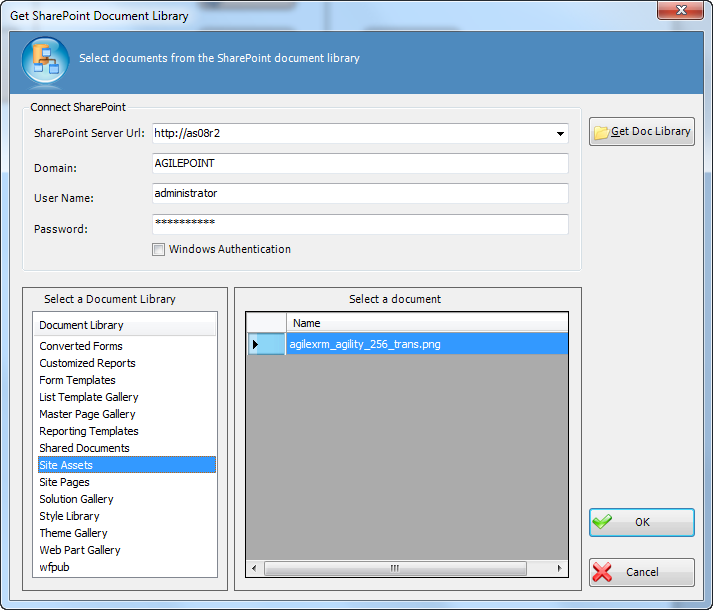 Get SharePoint Document Library
Select documents from the SharePoint document library
Connect SharePoint
SharePoint Server Url: http://as08r2
Get Doc Library
Domain: AGILEPOINT
User Name: administrator
Password: **********
Windows Authentication
Select a Document Library
Document Library
Converted Forms
Customized Reports
Form Templates
List Template Gallery
Master Page Gallery
Reporting Templates
Shared Documents
Site Assets
Site Pages
Solution Gallery
Style Library
Theme Gallery
Web Part Gallery
wfpub
Select a document
Name
agilexrm_agility_256_trans.png
OK
Cancel